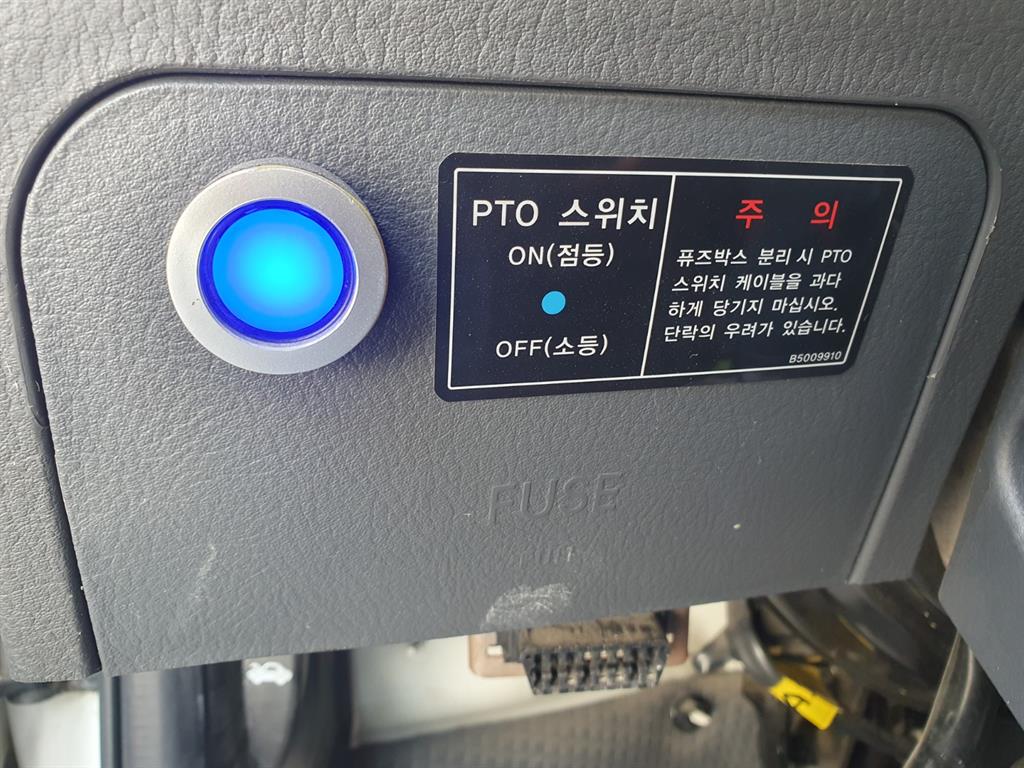 PTO 스위치
ON(점등)
OFF(소등)
주 의
퓨즈박스 분리 시 PTO
스위치 케이블을 과다
하게 당기지 마십시오.
단락의 우려가 있습니다.
B5009910
FUSE